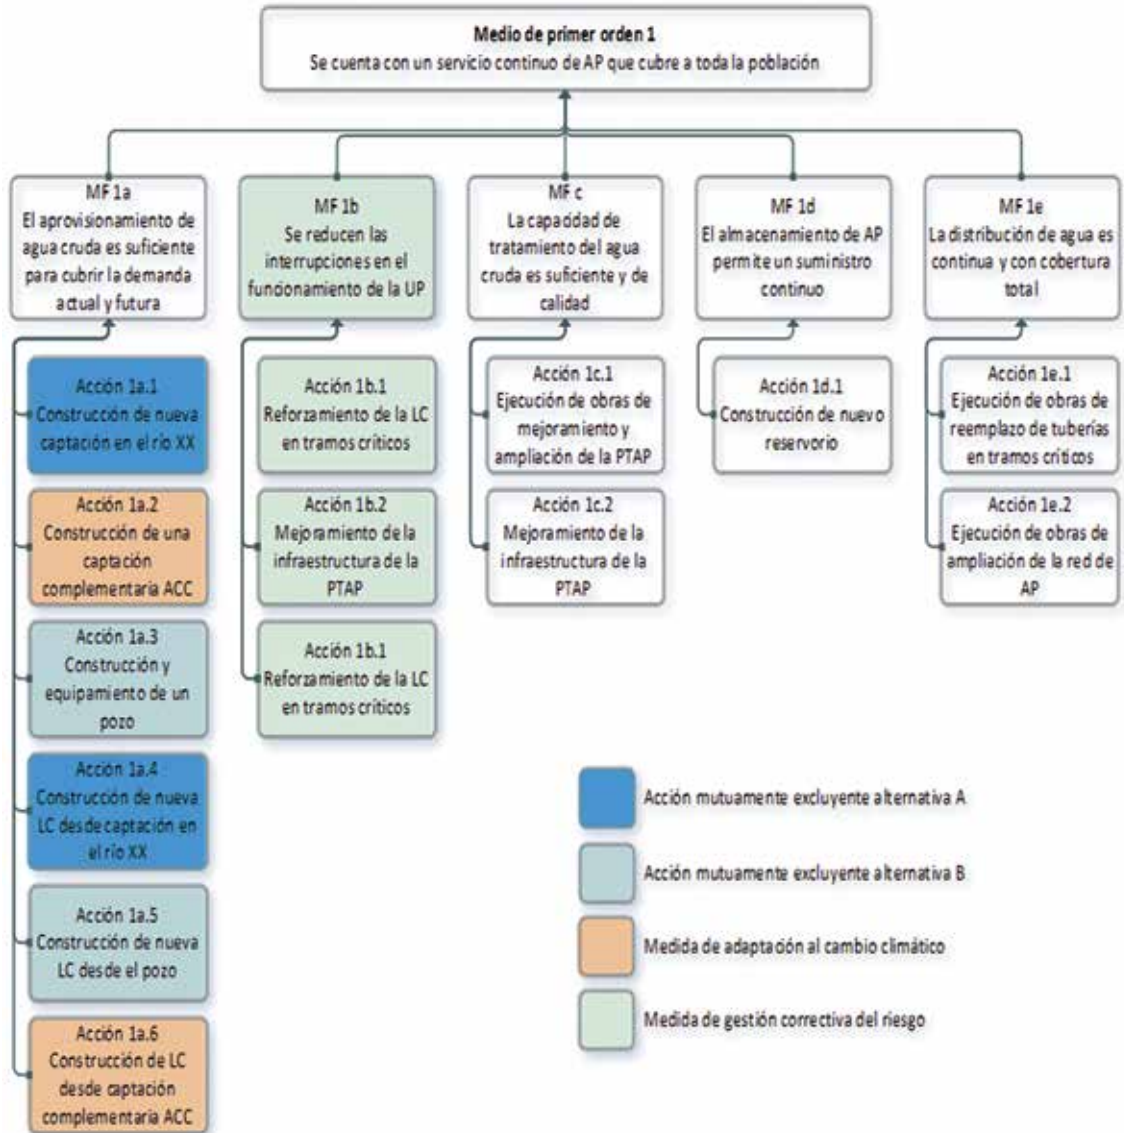 Medio de primer orden 1
Se cuenta con un servicio continuo de AP que cubre a toda la población
MF 1a
El aprovisionamiento de
agua cruda es suficiente
para cubrir la demanda
actual y futura
MF 1b
Se reducen las
interrupciones en el
funcionamiento de la UP
MF c
La capacidad de
tratamiento del agua
cruda es suficiente y de
calidad
MF 1d
El almacenamiento de AP
permite un suministro
continuo
MF 1e
La distribución de agua es
continua y con cobertura
total
Acción 1a.1
Construcción de nueva
captación en el río XX
Acción 1a.2
Construcción de una
captación
complementaria ACC
Acción 1a.3
Construcción y
equipamiento de un
pozo
Acción 1a.4
Construcción de nueva
LC desde captación en
el río XX
Acción 1a.5
Construcción de nueva
LC desde el pozo
Acción 1a.6
Construcción de LC
desde captación
complementaria ACC
Acción 1b.1
Reforzamiento de la LC
en tramos críticos
Acción 1b.2
Mejoramiento de la
infraestructura de la
PTAP
Acción 1b.1
Reforzamiento de la LC
en tramos críticos
Acción 1c.1
Ejecución de obras de
mejoramiento y
ampliación de la PTAP
Acción 1c.2
Mejoramiento de la
infraestructura de la
PTAP
Acción 1d.1
Construcción de nuevo
reservorio
Acción 1e.1
Ejecución de obras de
reemplazo de tuberías
en tramos críticos
Acción 1e.2
Ejecución de obras de
ampliación de la red de
AP
Acción mutuamente excluyente alternativa A
Acción mutuamente excluyente alternativa B
Medida de adaptación al cambio climático
Medida de gestión correctiva del riesgo